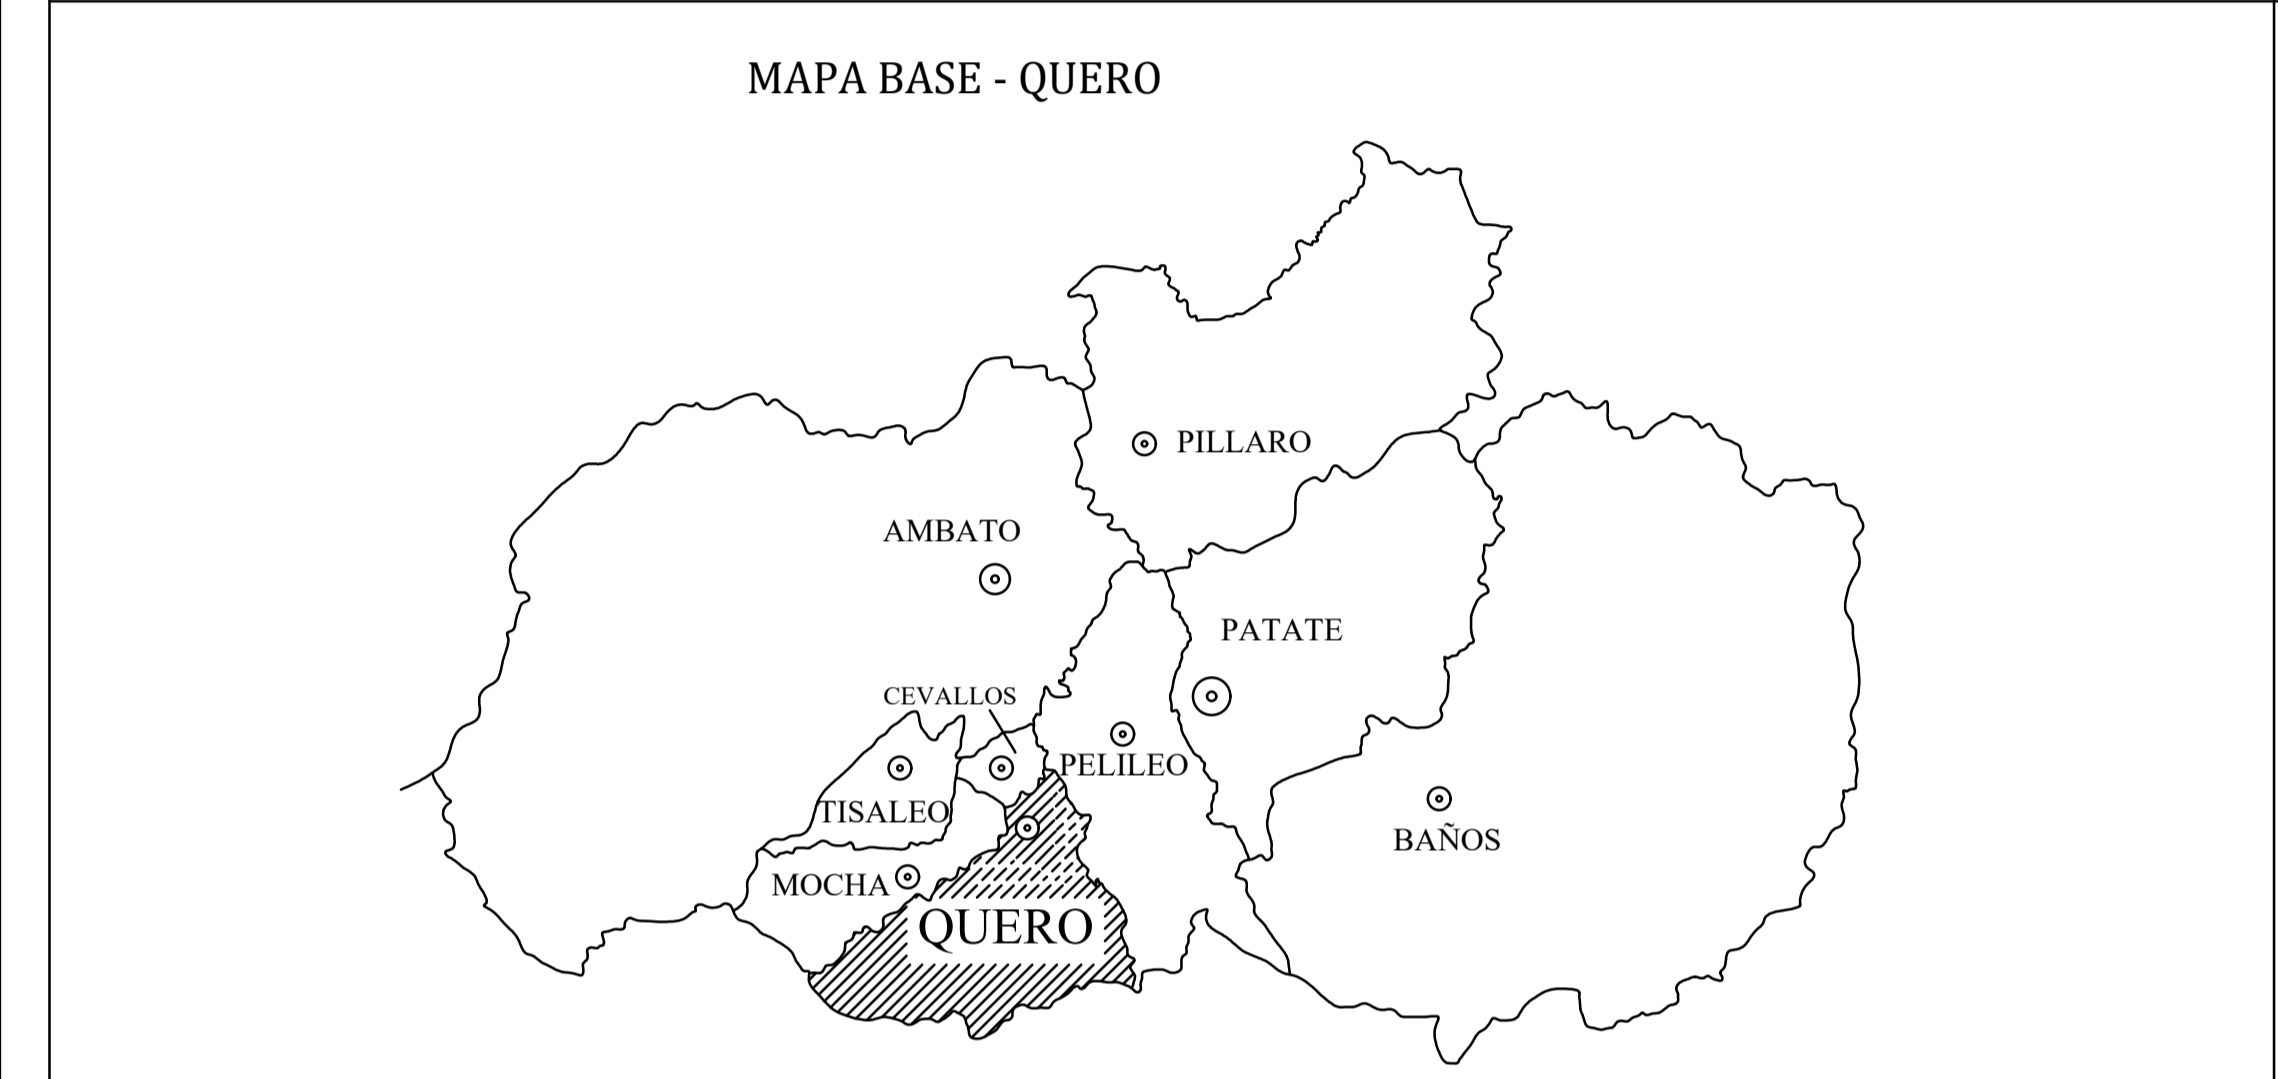 MAPA BASE - QUERO
PILLARO
AMBATO
PATATE
CEVALLOS
PELILEO
TISALEO
BAÑOS
MOCHA
QUERO